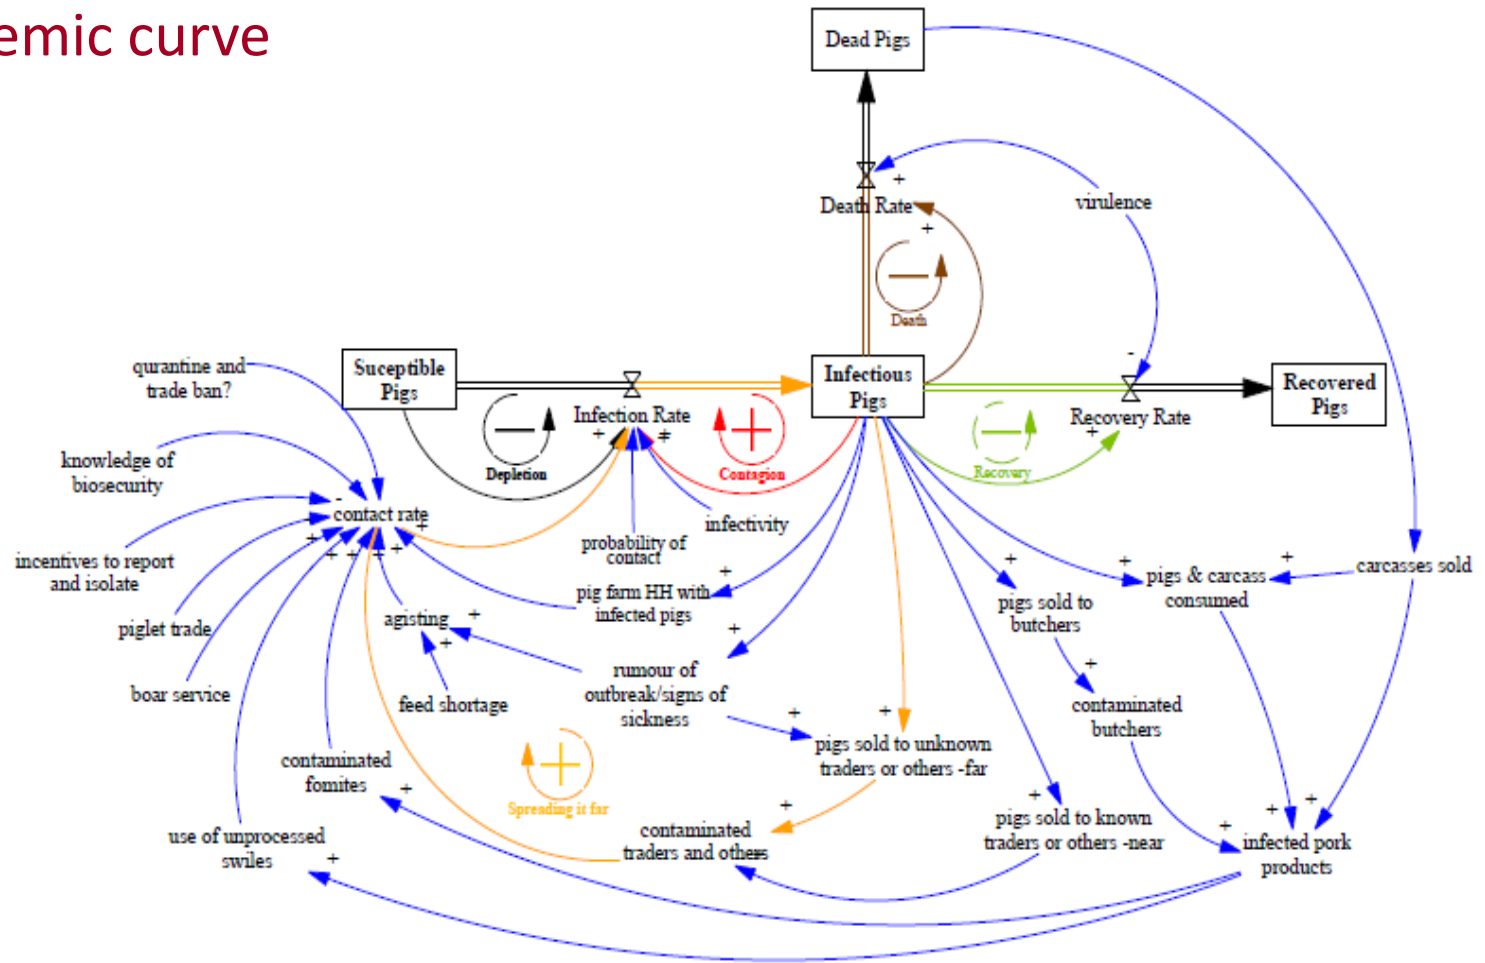 emic curve
Dead Pigs
+
Death Rate
+
virulence
Death
-
qurantine and
trade ban?
Suceptible
Pigs
Infectious
Pigs
Recovered
Pigs
Infection Rate
+
+
Depletion
+
Contagion
Recovery Rate
+
Recovery
knowledge of
biosecurity
-
contact rate
+
infectivity
incentives to report
and isolate
+
+
+
+
+
probability of
contact
+
pig farm HH with
infected pigs
+
pigs sold to
butchers
+
pigs & carcass
consumed
+
carcasses sold
piglet trade
agisting
+
+
+
boar service
feed shortage
rumour of
outbreak/signs of
sickness
+
+
pigs sold to unknown
traders or others -far
+
contaminated
butchers
contaminated
fomites
+
+
Spreading it far
+
contaminated
traders and others
+
pigs sold to known
traders or others -near
+
+
+
infected pork
products
use of unprocessed
swiles
+